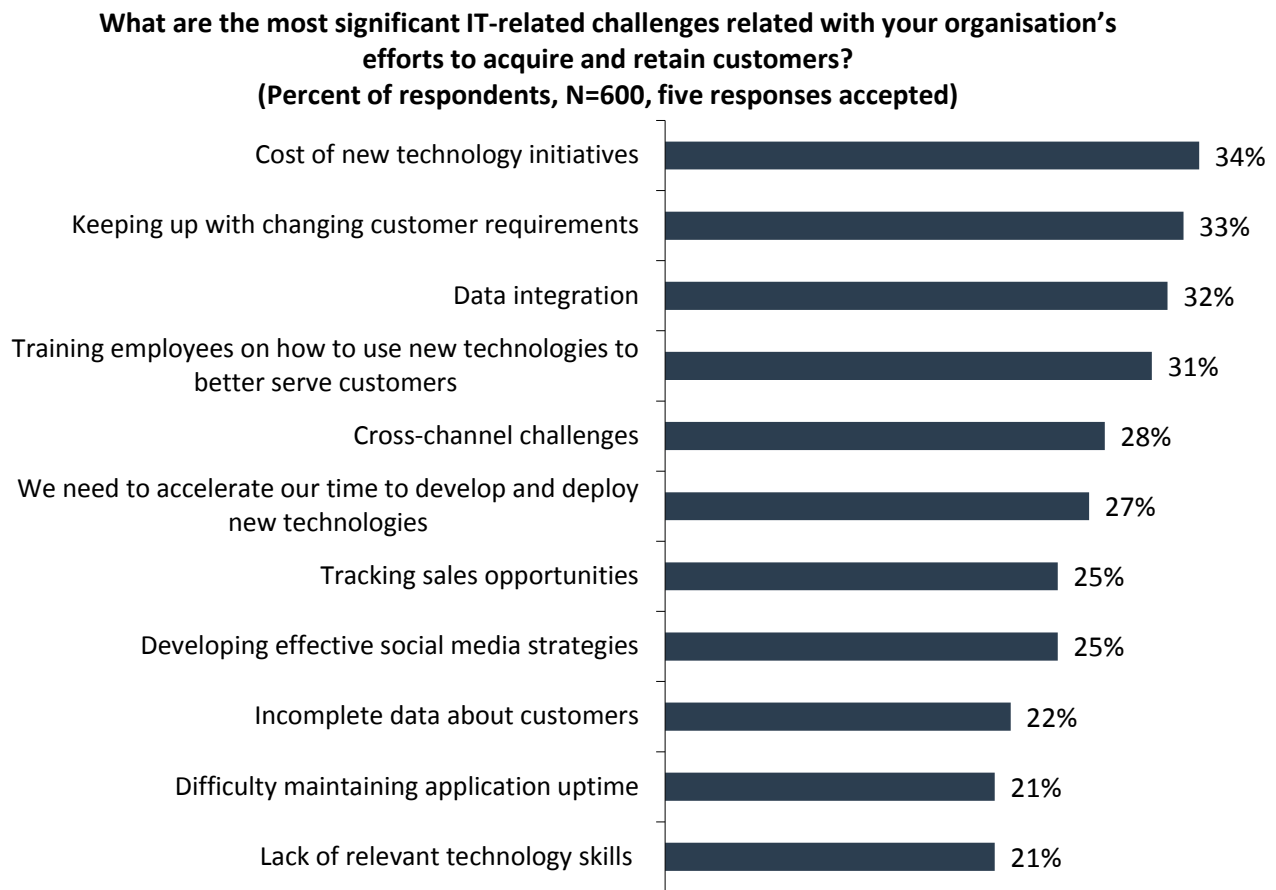 What are the most significant IT-related challenges related with your organisation’s
efforts to acquire and retain customers?
(Percent of respondents, N=600, five responses accepted)
Cost of new technology initiatives 34%
Keeping up with changing customer requirements 33%
Data integration 32%
Training employees on how to use new technologies to
better serve customers 31%
Cross-channel challenges 28%
We need to accelerate our time to develop and deploy
new technologies 27%
Tracking sales opportunities 25%
Developing effective social media strategies 25%
Incomplete data about customers 22%
Difficulty maintaining application uptime 21%
Lack of relevant technology skills 21%